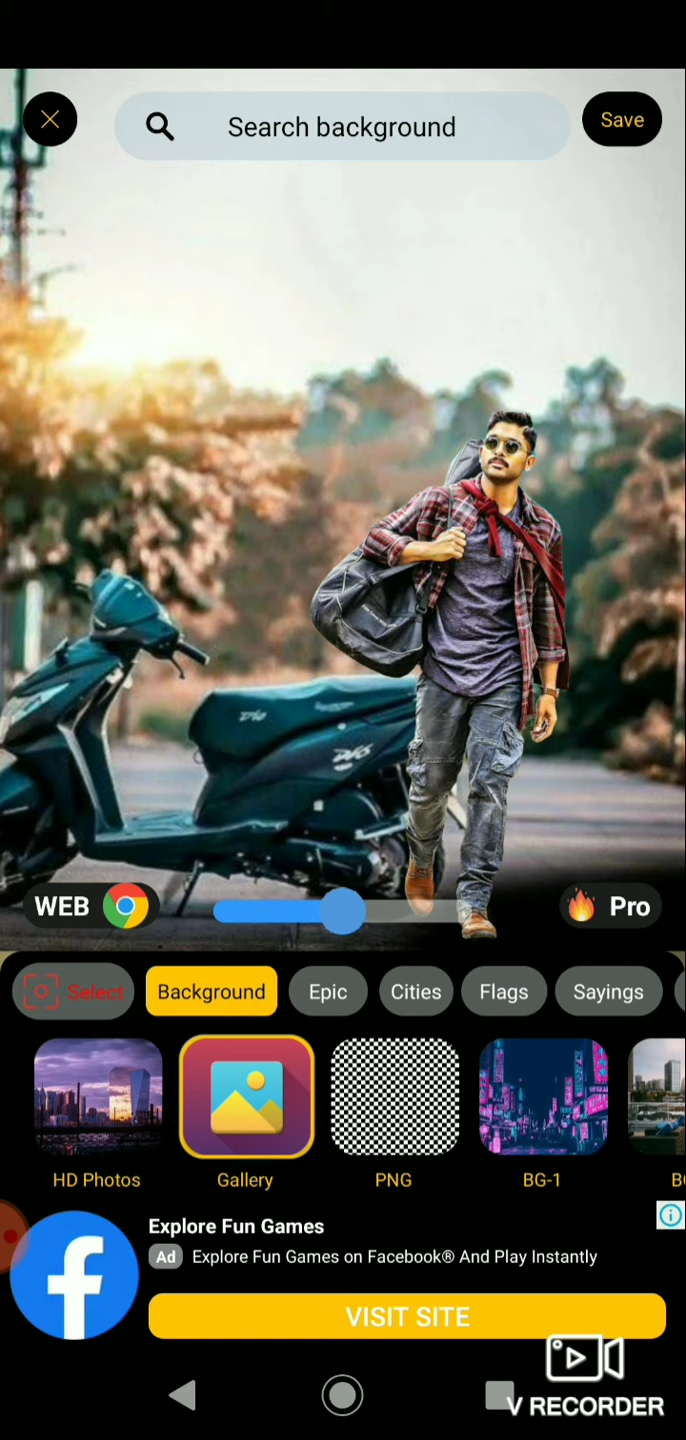 Search background
Save
Dio
WEB
Pro
Select
Background
Epic
Cities
Flags
Sayings
HD Photos
Gallery
PNG
BG-1
Explore Fun Games
Ad
Explore Fun Games on Facebook® And Play Instantly
VISIT SITE
V RECORDER